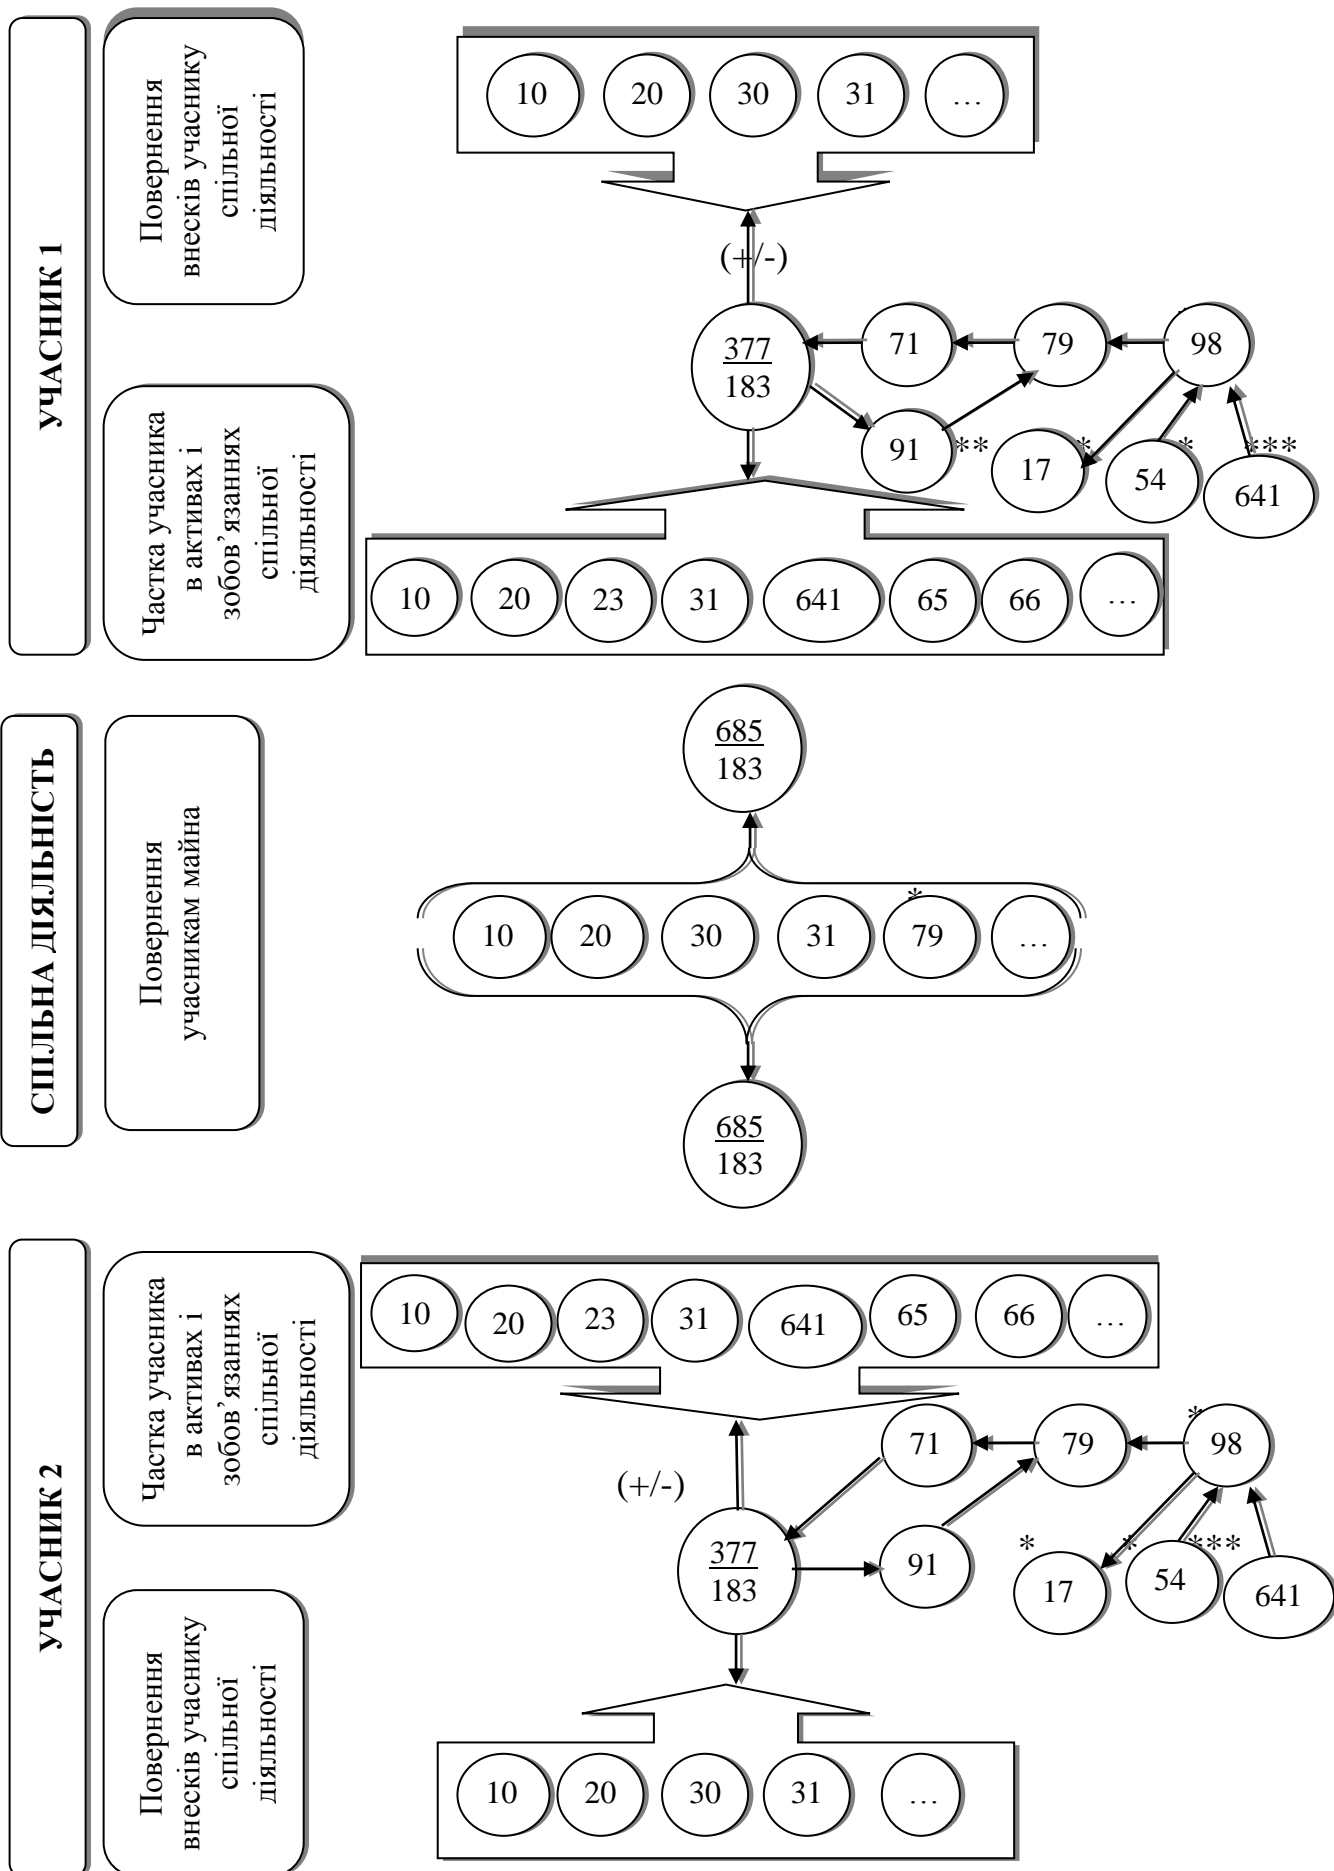 УЧАСНИК 1
Повернення
внесків учаснику
спільної
діяльності
10 20 30 31 …
(+/-)
377
183
71 79 98
91 ** 17 * 54 * 641 ***
Частка учасника
в активах і
зобов’язаннях
спільної
діяльності
10 20 23 31 641 65 66 …
СПІЛЬНА ДІЯЛЬНІСТЬ
Повернення
учасникам майна
685
183
*
10 20 30 31 79 …
685
183
УЧАСНИК 2
Частка учасника
в активах і
зобов’язаннях
спільної
діяльності
10 20 23 31 641 65 66 …
(+/-)
71 79 * 98
377
183
91 * 17 * 54 *** 641
Повернення
внесків учаснику
спільної
діяльності
10 20 30 31 …